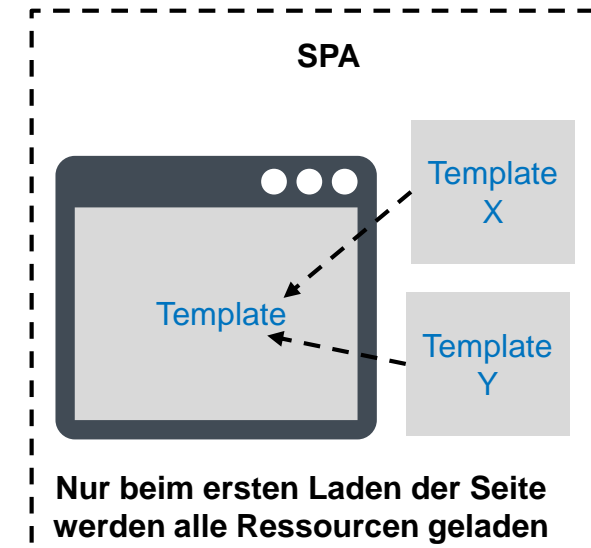 SPA
Template
X
Template
Template
Y
Nur beim ersten Laden der Seite
werden alle Ressourcen geladen